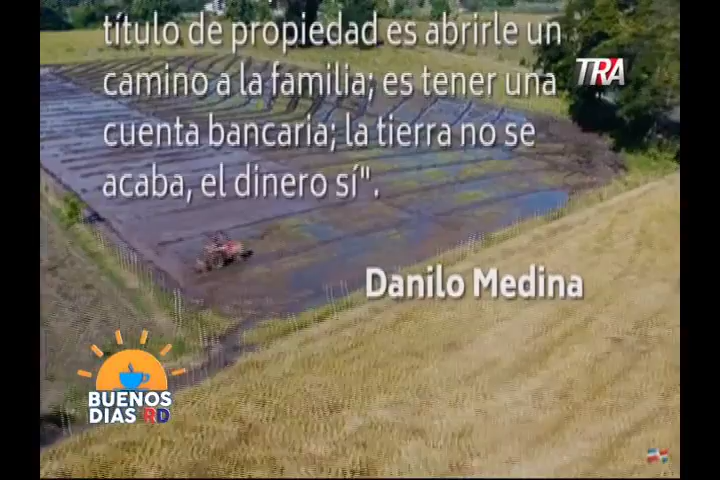 título de propiedad es abrirle un
camino a la familia; es tener una
cuenta bancaria; la tierra no se
acaba, el dinero sí".
Danilo Medina
TRA
BUENOS
DIAS RD